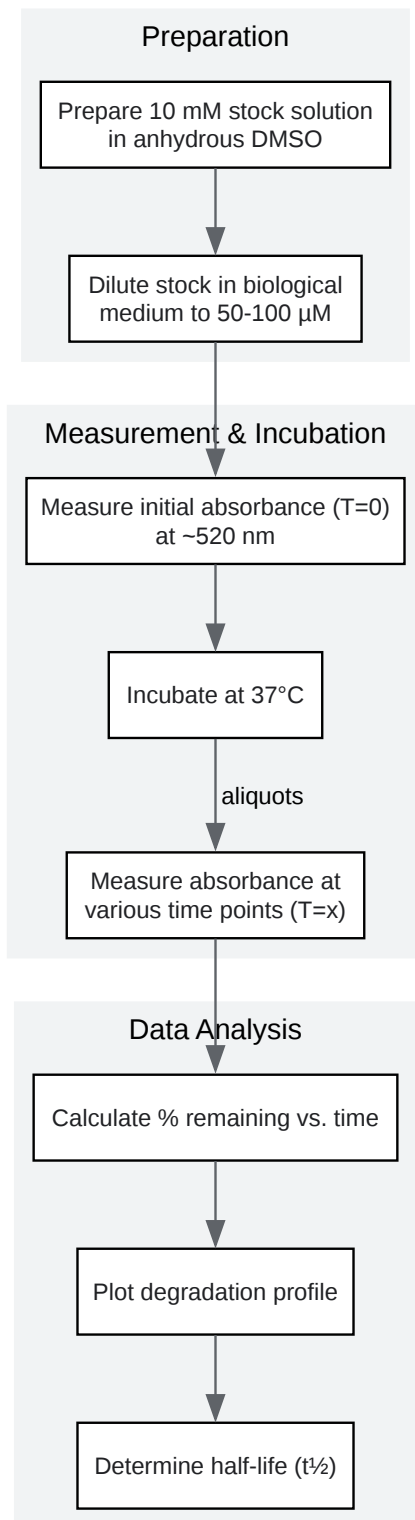 Preparation
Prepare 10 mM stock solution
in anhydrous DMSO
Dilute stock in biological
medium to 50-100 µM
Measurement & Incubation
Measure initial absorbance (T=0)
at ~520 nm
Incubate at 37°C
aliquots
Measure absorbance at
various time points (T=x)
Data Analysis
Calculate % remaining vs. time
Plot degradation profile
Determine half-life (t½)